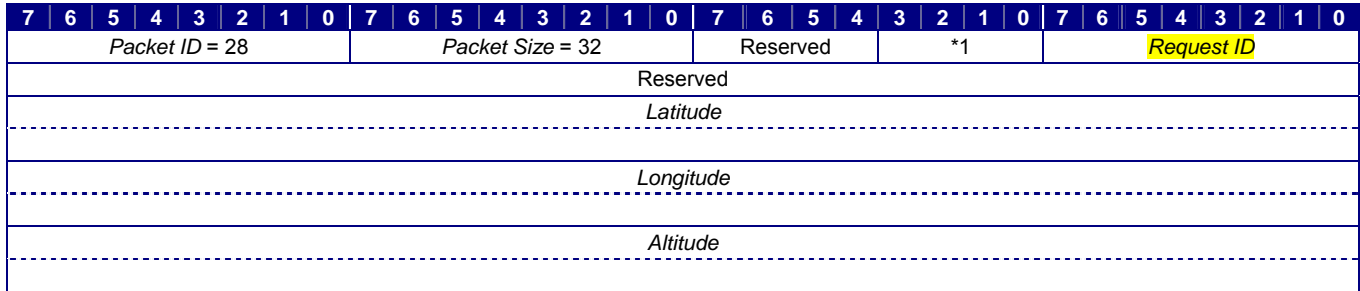 7 6 5 4 3 2 1 0 7 6 5 4 3 2 1 0 7 6 5 4 3 2 1 0 7 6 5 4 3 2 1 0
Packet ID = 28 Packet Size = 32 Reserved *1 Request ID
Reserved
Latitude
Longitude
Altitude